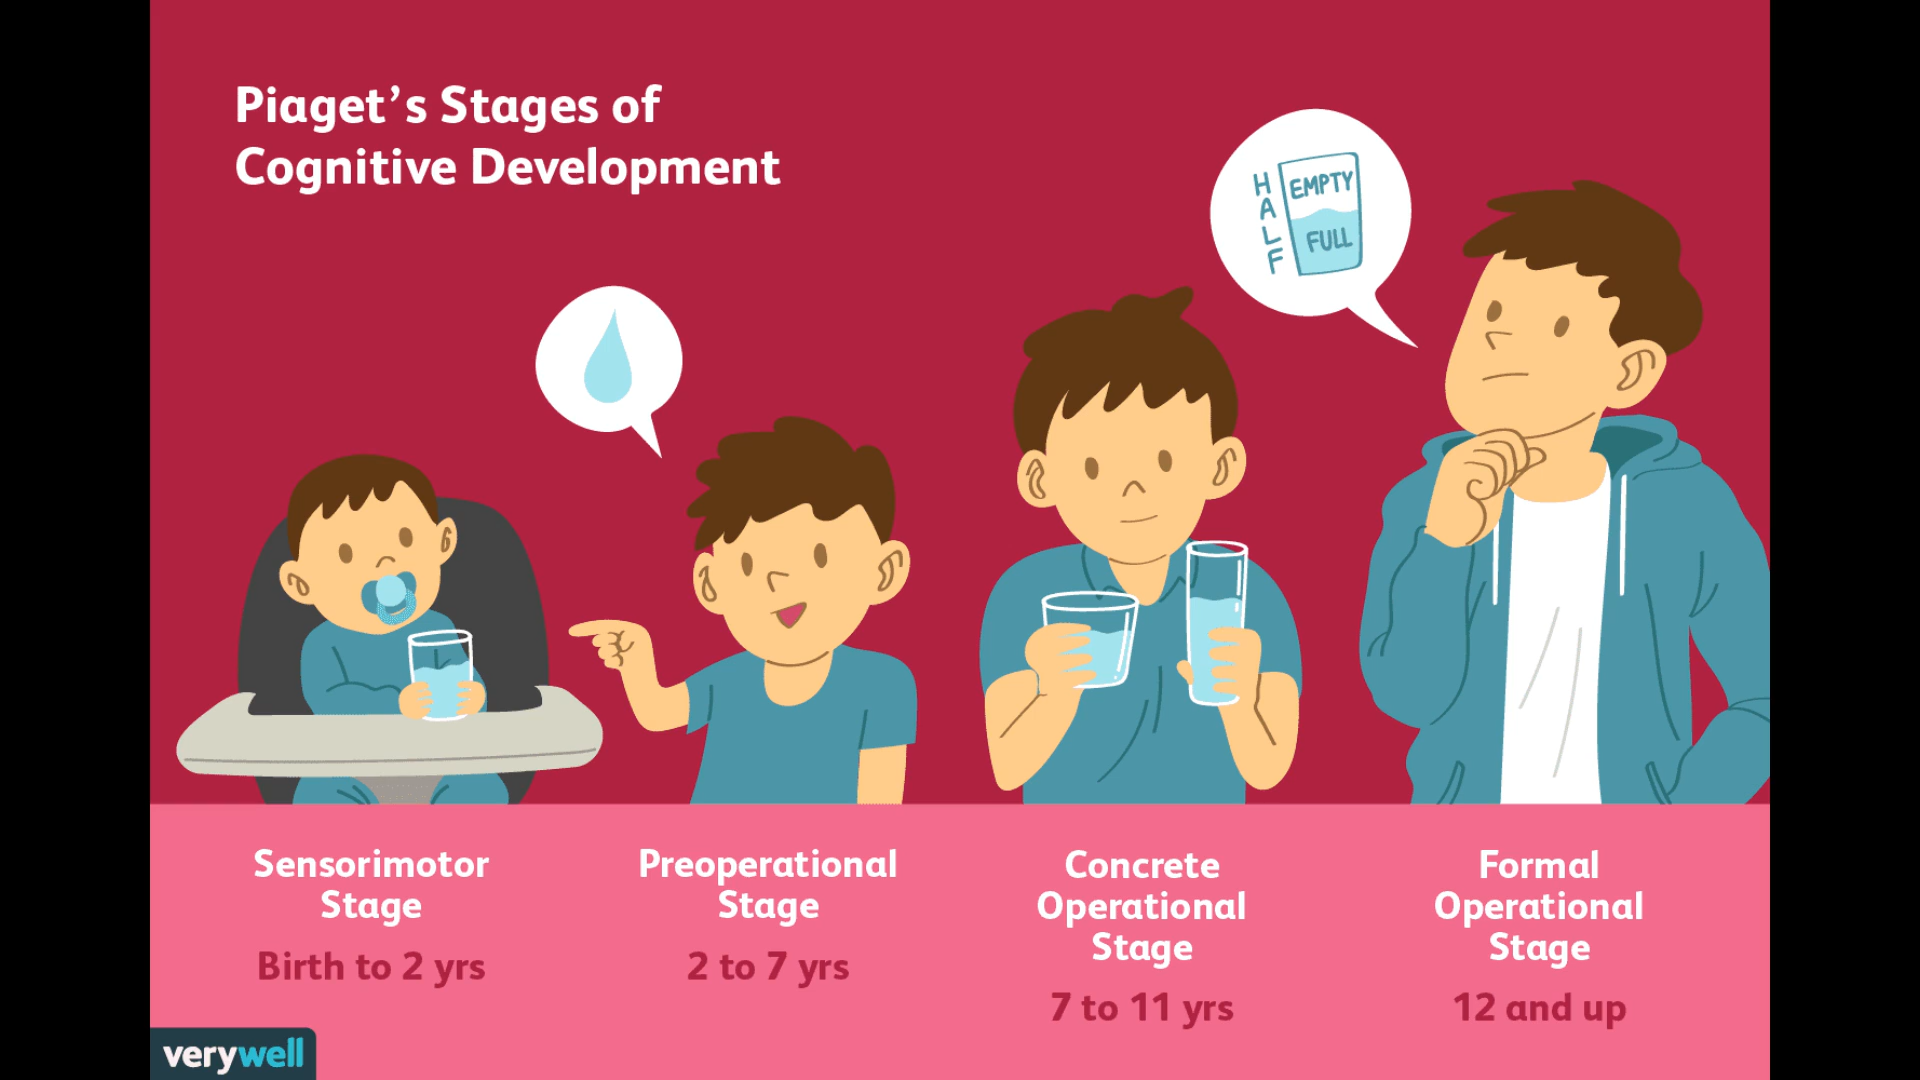 Piaget's Stages of
Cognitive Development
HALF
EMPTY
FULL
Sensorimotor
Stage
Birth to 2 yrs
Preoperational
Stage
2 to 7 yrs
Concrete
Operational
Stage
7 to 11 yrs
Formal
Operational
Stage
12 and up
verywell